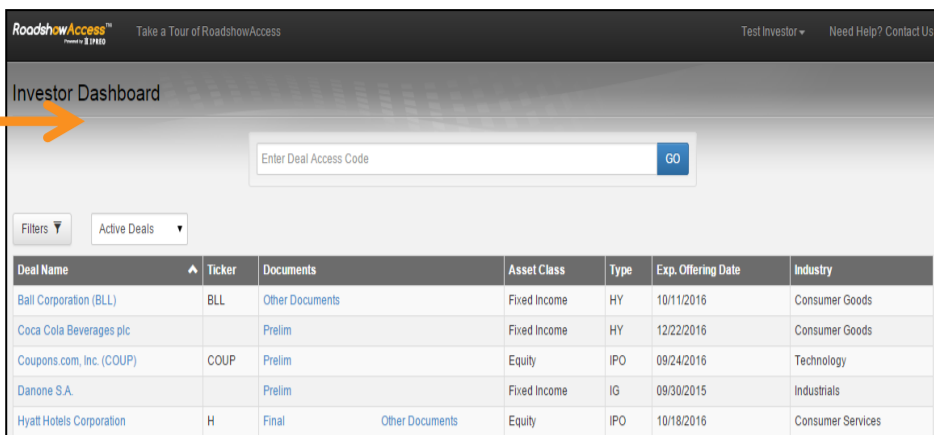 RoadshowAccess™ Take a Tour of RoadshowAccess Test Investor Need Help? Contact Us
Powered by IPREO
Investor Dashboard
Enter Deal Access Code GO
Filters Active Deals
Deal Name Ticker Documents Asset Class Type Exp. Offering Date Industry
Ball Corporation (BLL) BLL Other Documents Fixed Income HY 10/11/2016 Consumer Goods
Coca Cola Beverages plc Prelim Fixed Income HY 12/22/2016 Consumer Goods
Coupons.com, Inc. (COUP) COUP Prelim Equity IPO 09/24/2016 Technology
Danone S.A. Prelim Fixed Income IG 09/30/2015 Industrials
Hyatt Hotels Corporation H Final Other Documents Equity IPO 10/18/2016 Consumer Services